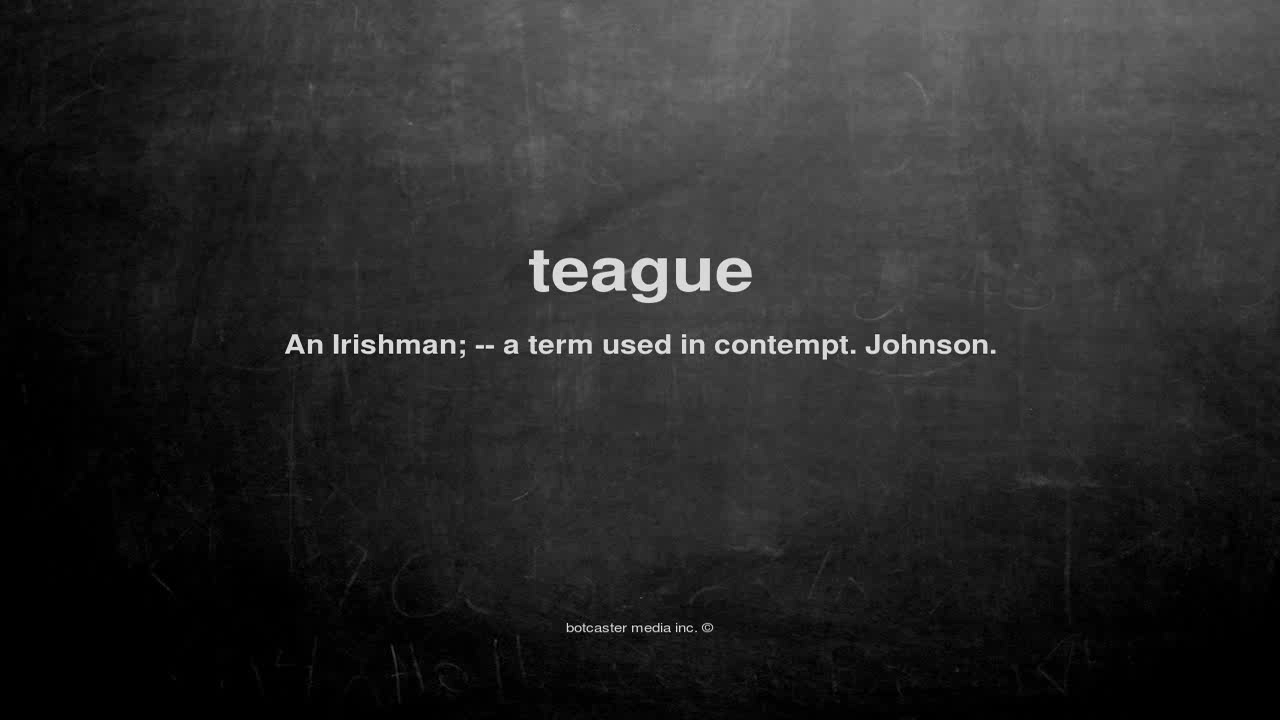 teague
An Irishman; -- a term used in contempt. Johnson.
botcaster media inc. ©